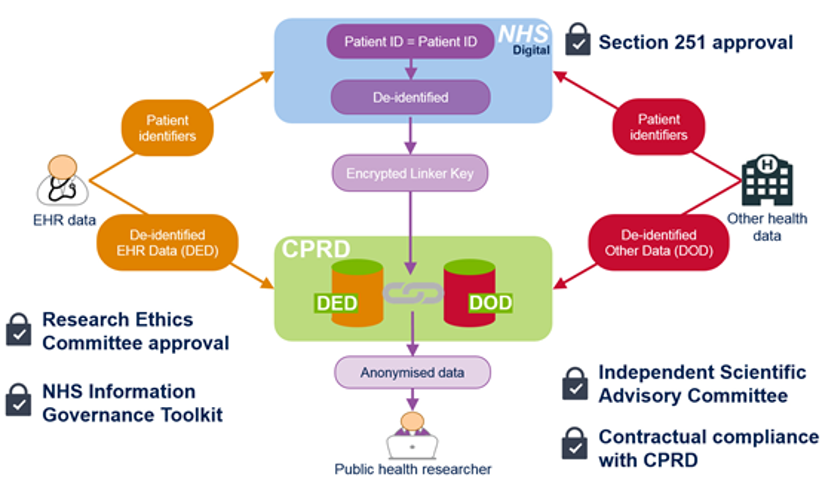 Patient ID = Patient ID
NHS
Digital
Section 251 approval
De-identified
Patient
identifiers
Patient
identifiers
Encrypted Linker Key
H
EHR data
Other health
data
De-identified
EHR Data (DED)
De-identified
Other Data (DOD)
CPRD
DED
DOD
Research Ethics
Committee approval
NHS Information
Governance Toolkit
Anonymised data
Independent Scientific
Advisory Committee
Contractual compliance
with CPRD
Public health researcher